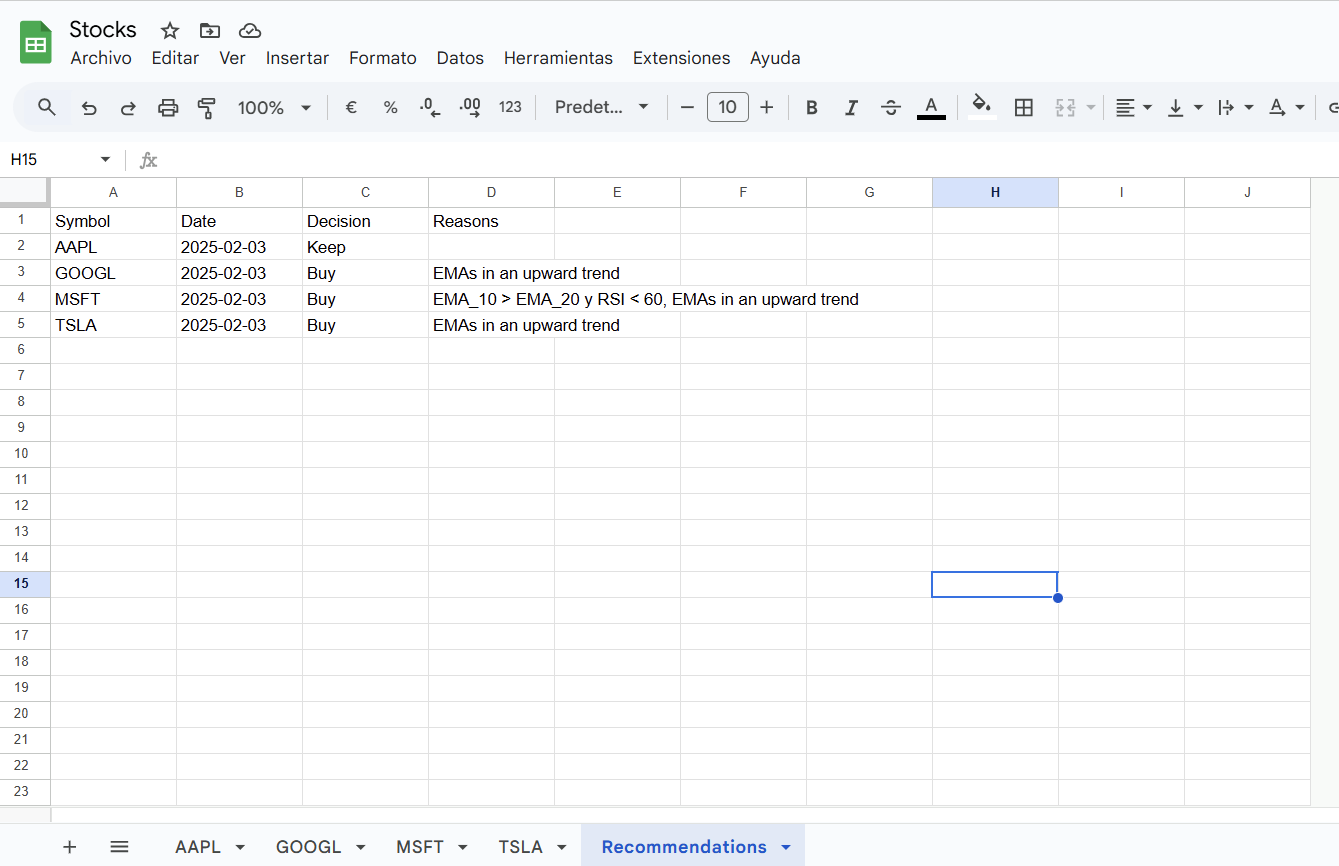 Stocks
Archivo Editar Ver Insertar Formato Datos Herramientas Extensiones Ayuda
100% € % .0 .00 123 Predet... 10 B I A A
H15 fx
A B C D E F G H I J
1 Symbol Date Decision Reasons
2 AAPL 2025-02-03 Keep
3 GOOGL 2025-02-03 Buy EMAs in an upward trend
4 MSFT 2025-02-03 Buy EMA_10 > EMA_20 y RSI < 60, EMAs in an upward trend
5 TSLA 2025-02-03 Buy EMAs in an upward trend
6
7
8
9
10
11
12
13
14
15
16
17
18
19
20
21
22
23
AAPL GOOGL MSFT TSLA Recommendations